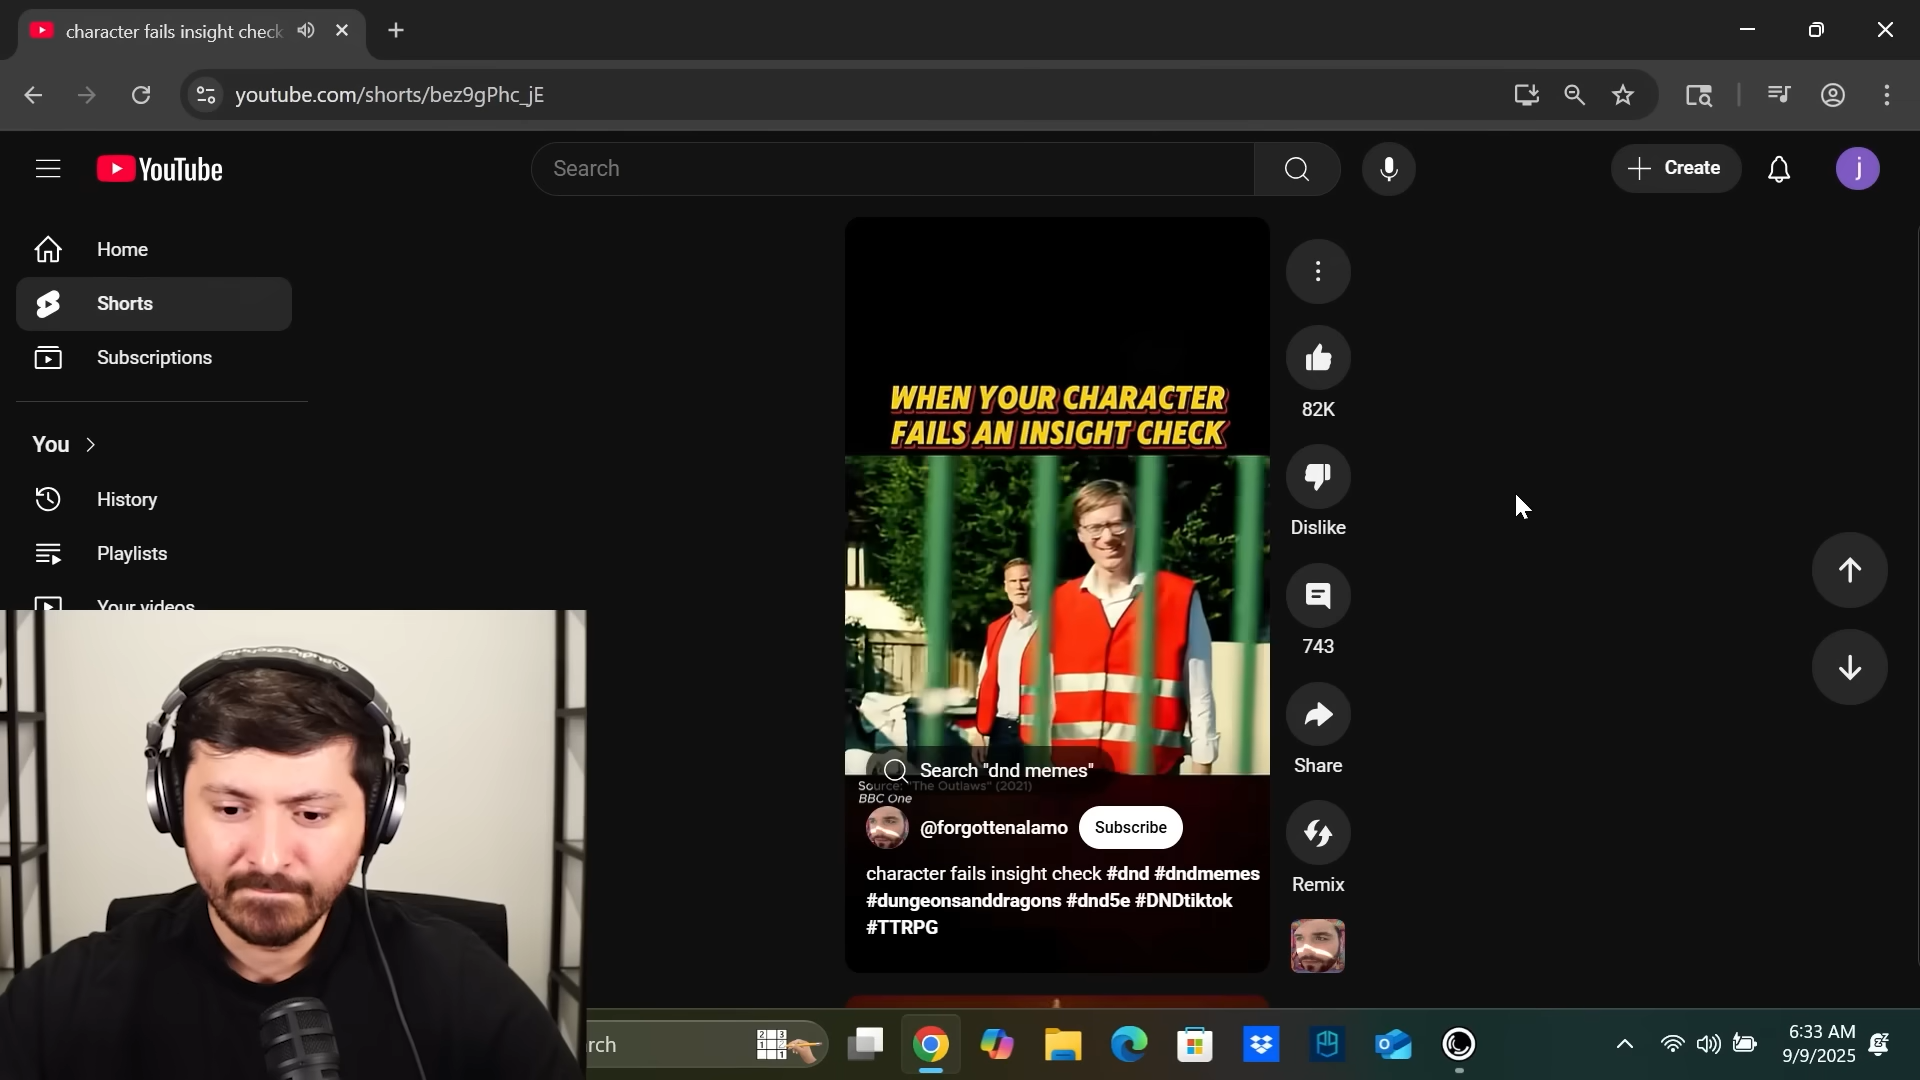 character fails insight check
youtube.com/shorts/bez9gPhc_jE
YouTube
Search
Create
j
Home
Shorts
Subscriptions
You
History
Playlists
Your videos
WHEN YOUR CHARACTER
FAILS AN INSIGHT CHECK
Search "dnd memes"
Source: "The Outlaws" (2021)
BBC One
@forgottenalamo
Subscribe
character fails insight check #dnd #dndmemes
#dungeonsanddragons #dnd5e #DNDtiktok
#TTRPG
82K
Dislike
743
Share
Remix
rch
6:33 AM
9/9/2025